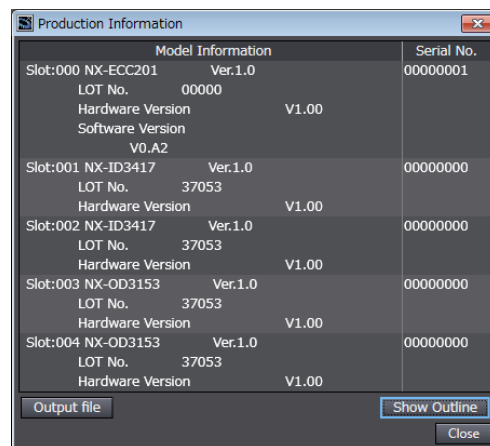 Production Information
Model Information Serial No.
Slot:000 NX-ECC201 Ver.1.0 00000001
LOT No. 00000
Hardware Version V1.00
Software Version
V0.A2
Slot:001 NX-ID3417 Ver.1.0 00000000
LOT No. 37053
Hardware Version V1.00
Slot:002 NX-ID3417 Ver.1.0 00000000
LOT No. 37053
Hardware Version V1.00
Slot:003 NX-OD3153 Ver.1.0 00000000
LOT No. 37053
Hardware Version V1.00
Slot:004 NX-OD3153 Ver.1.0 00000000
LOT No. 37053
Hardware Version V1.00
Output file Show Outline
Close